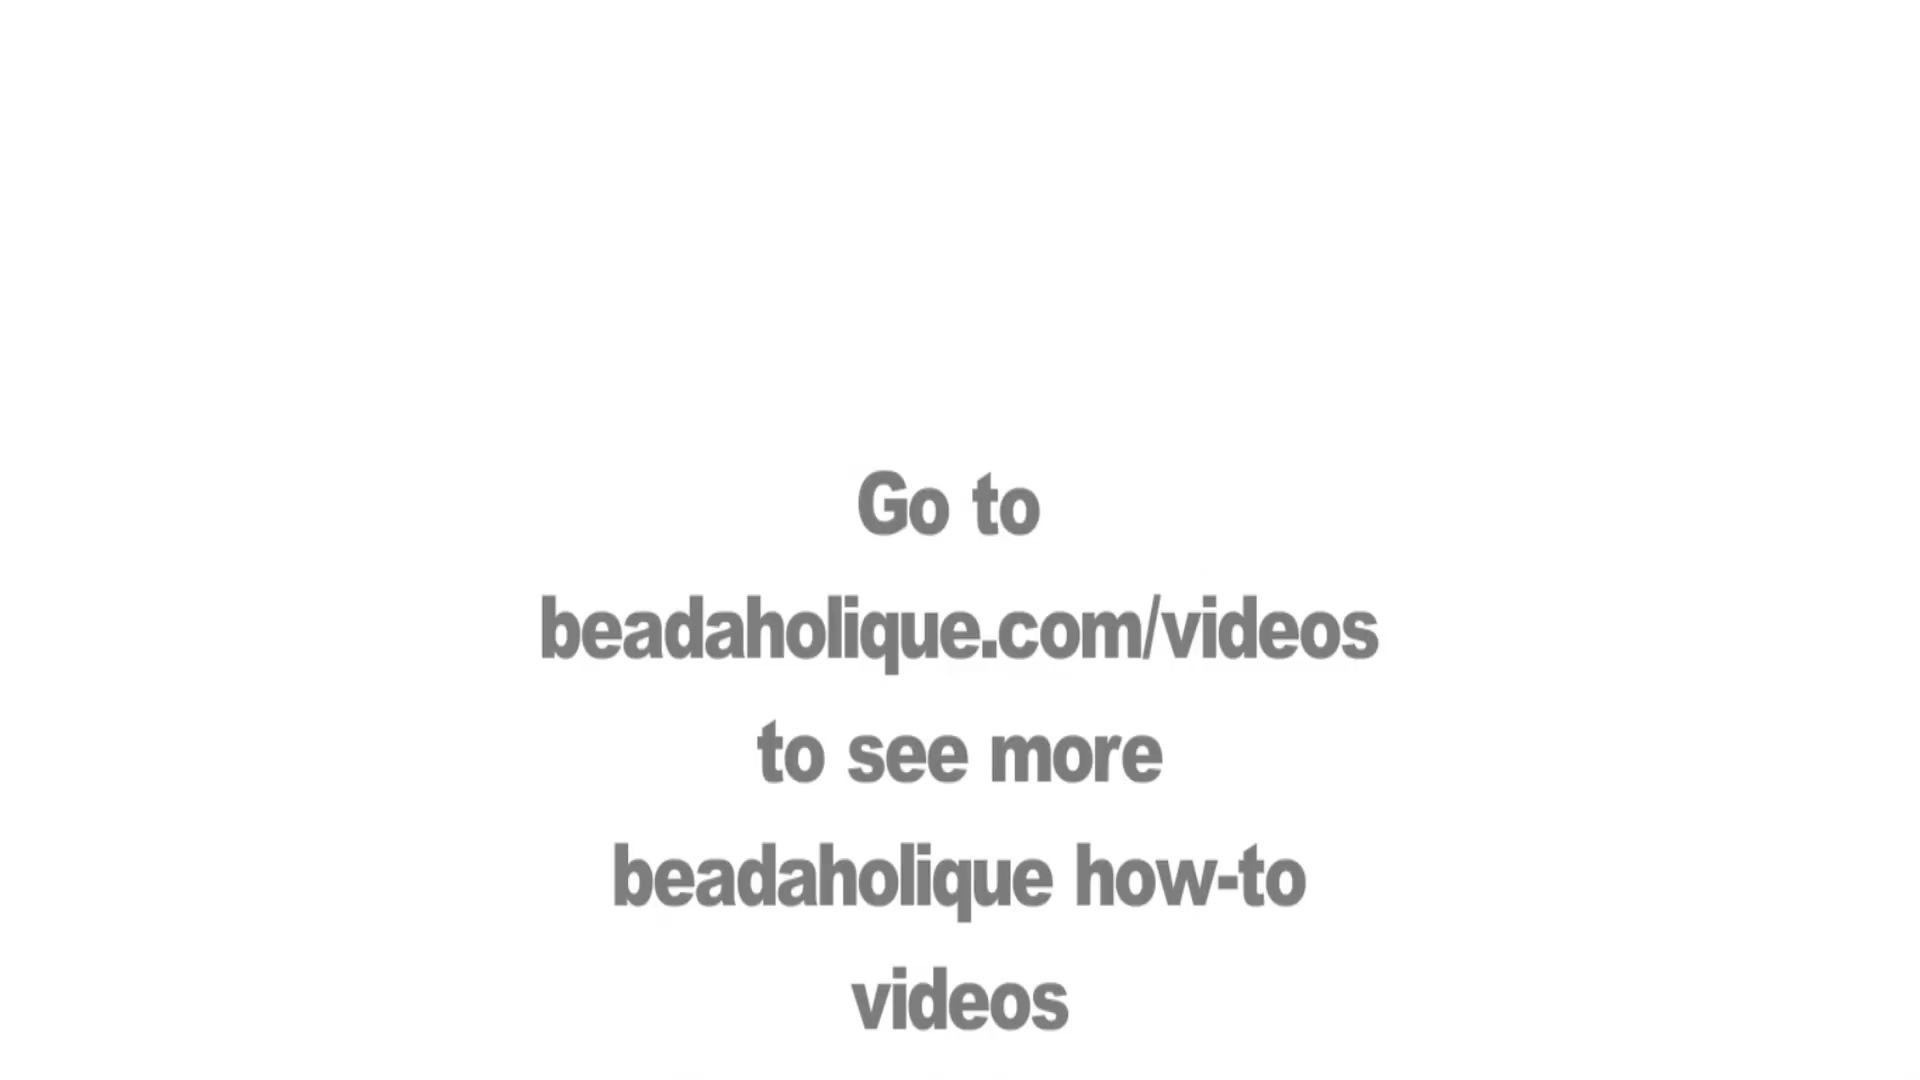 Go to
beadaholique.com/videos
to see more
beadaholique how-to
videos